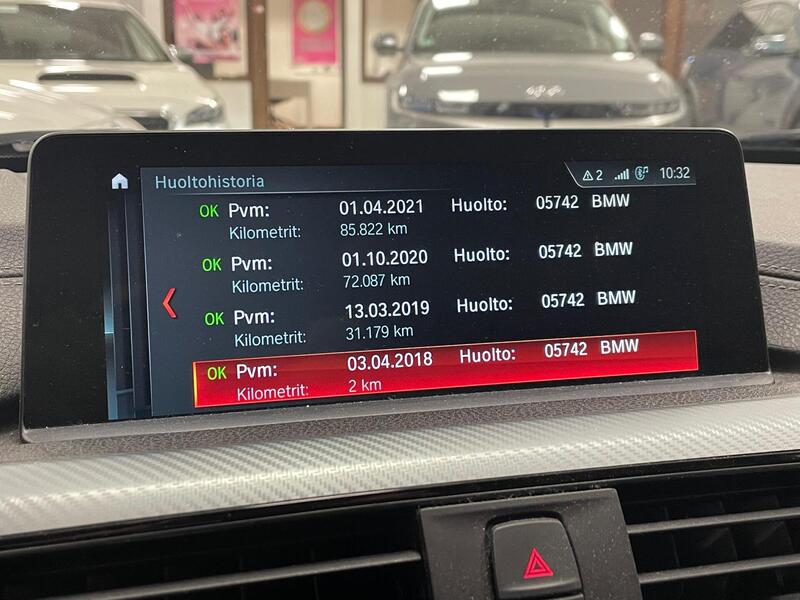 Huoltohistoria
2 10:32
OK Pvm: 01.04.2021 Huolto: 05742 BMW
Kilometrit: 85.822 km
OK Pvm: 01.10.2020 Huolto: 05742 BMW
Kilometrit: 72.087 km
OK Pvm: 13.03.2019 Huolto: 05742 BMW
Kilometrit: 31.179 km
OK Pvm: 03.04.2018 Huolto: 05742 BMW
Kilometrit: 2 km